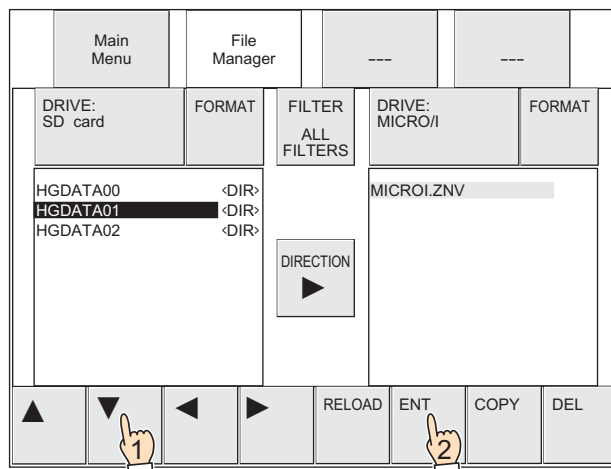 Main
Menu
File
Manager
---
---
DRIVE:
SD card
FORMAT
FILTER
ALL
FILTERS
DRIVE:
MICRO/I
FORMAT
HGDATA00 <DIR>
HGDATA01 <DIR>
HGDATA02 <DIR>
MICROI.ZNV
DIRECTION
▶
▲ ▼ ◀ ▶ RELOAD ENT COPY DEL
1 2